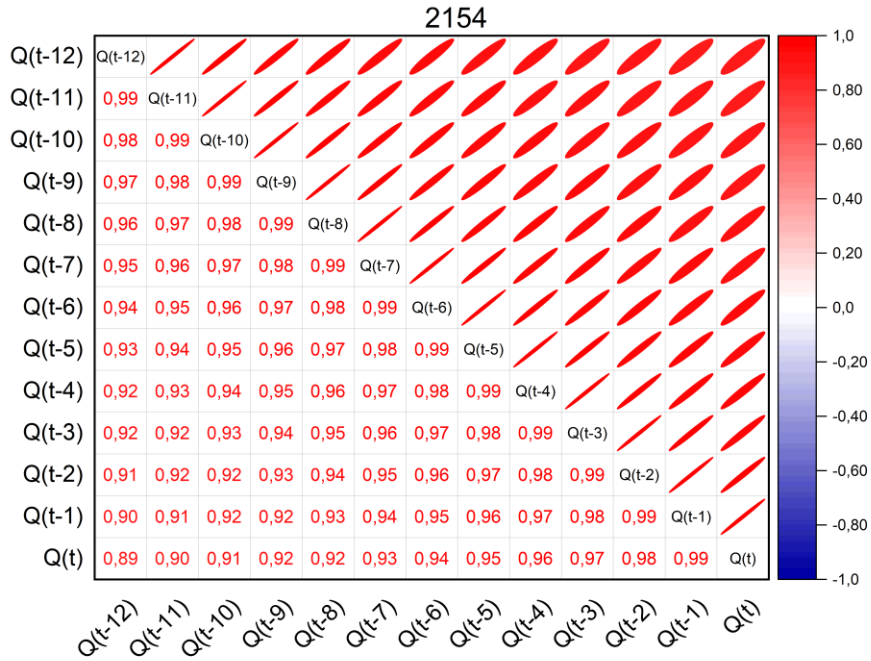 2154
Q(t-12) Q(t-12) 1,0
Q(t-11) 0,99 Q(t-11) 0,80
Q(t-10) 0,98 0,99 Q(t-10) 0,60
Q(t-9) 0,97 0,98 0,99 Q(t-9) 0,40
Q(t-8) 0,96 0,97 0,98 0,99 Q(t-8) 0,20
Q(t-7) 0,95 0,96 0,97 0,98 0,99 Q(t-7)
Q(t-6) 0,94 0,95 0,96 0,97 0,98 0,99 Q(t-6) 0,0
Q(t-5) 0,93 0,94 0,95 0,96 0,97 0,98 0,99 Q(t-5) -0,20
Q(t-4) 0,92 0,93 0,94 0,95 0,96 0,97 0,98 0,99 Q(t-4) -0,40
Q(t-3) 0,92 0,92 0,93 0,94 0,95 0,96 0,97 0,98 0,99 Q(t-3)
Q(t-2) 0,91 0,92 0,92 0,93 0,94 0,95 0,96 0,97 0,98 0,99 Q(t-2) -0,60
Q(t-1) 0,90 0,91 0,92 0,92 0,93 0,94 0,95 0,96 0,97 0,98 0,99 Q(t-1) -0,80
Q(t) 0,89 0,90 0,91 0,92 0,92 0,93 0,94 0,95 0,96 0,97 0,98 0,99 Q(t) -1,0
Q(t-12) Q(t-11) Q(t-10) Q(t-9) Q(t-8) Q(t-7) Q(t-6) Q(t-5) Q(t-4) Q(t-3) Q(t-2) Q(t-1) Q(t)